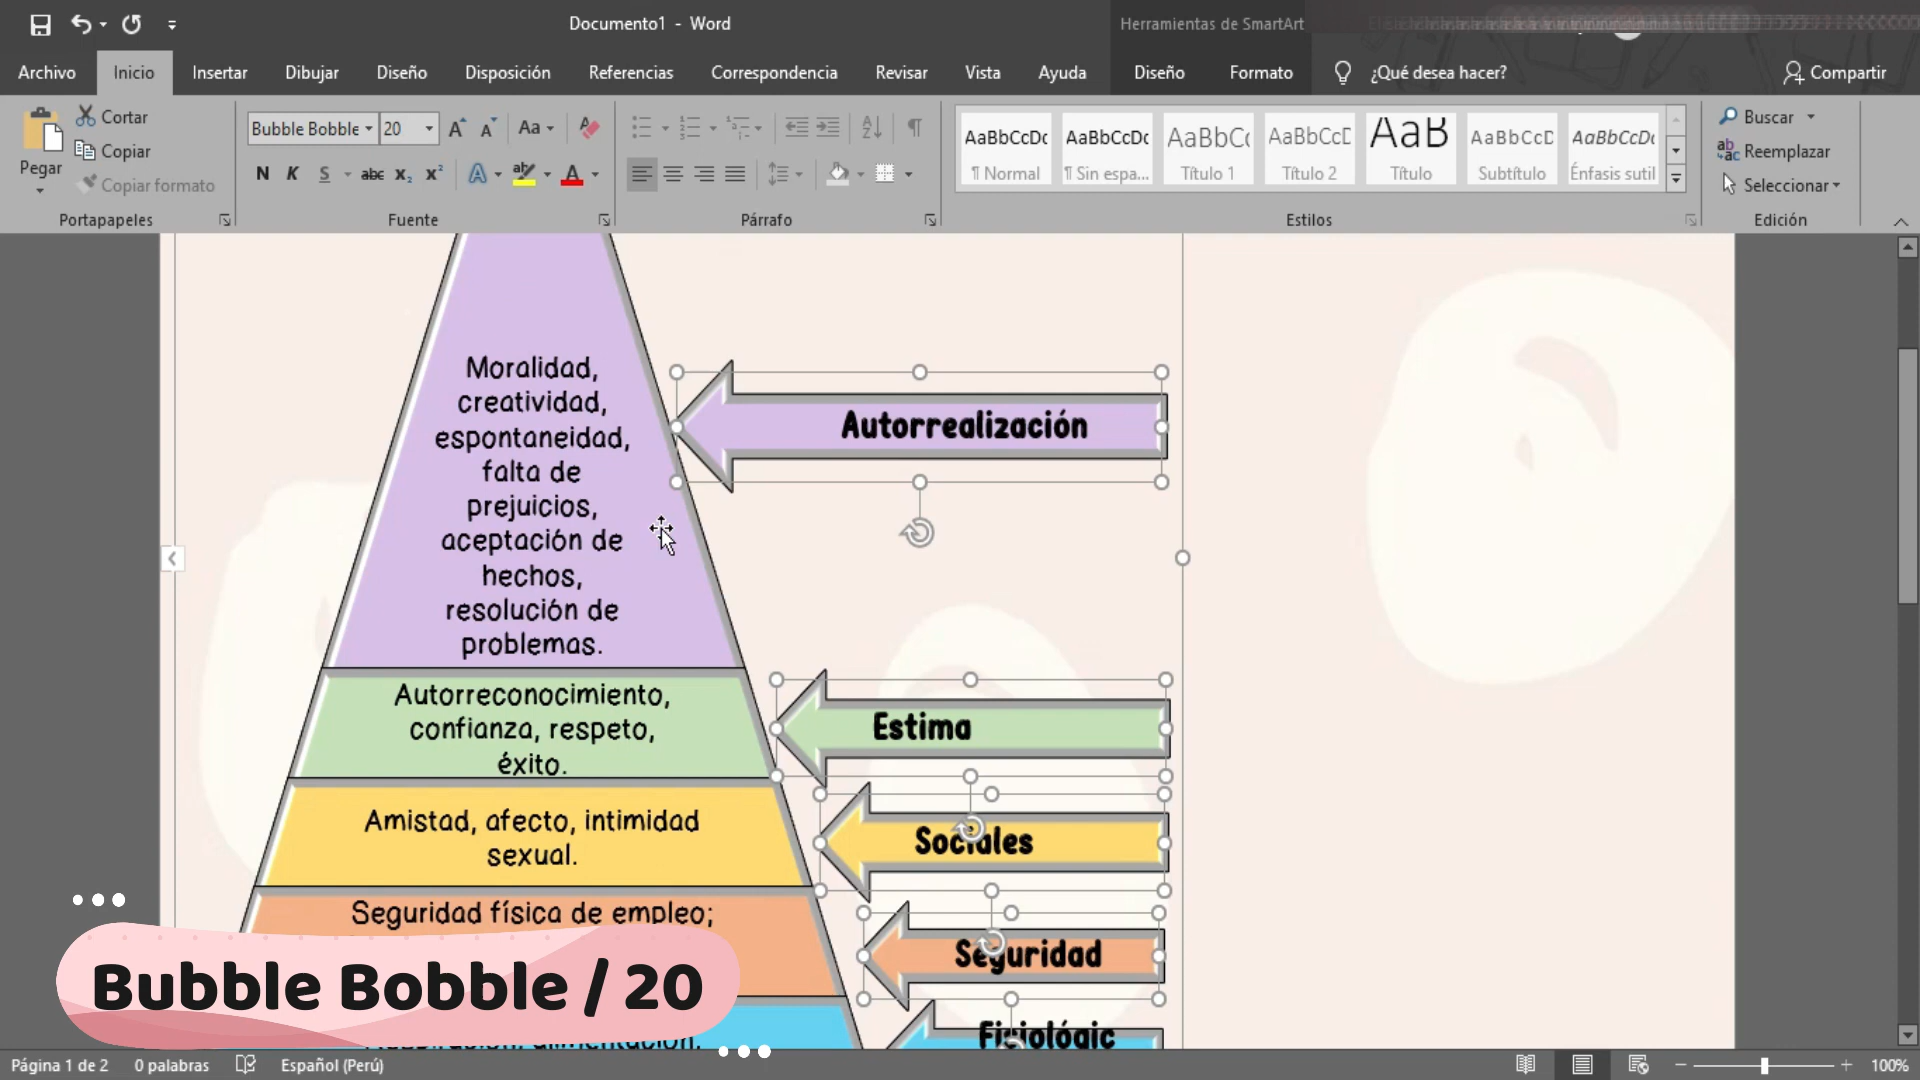 Documento1 - Word
Herramientas de SmartArt
Archivo
Inicio
Insertar
Dibujar
Diseño
Disposición
Referencias
Correspondencia
Revisar
Vista
Ayuda
Diseño
Formato
¿Qué desea hacer?
Compartir
Pegar
Cortar
Copiar
Copiar formato
Portapapeles
Bubble Bobble
20
Aa
N K S abc x₂ x²
A
aby
A
Fuente
Párrafo
AaBbCcDc
¶ Normal
AaBbCcDc
¶ Sin espa...
AaBbC
Título 1
AaBbCcD
Título 2
AaB
Título
AaBbCcD
Subtítulo
AaBbCcDc
Énfasis sutil
Estilos
Buscar
Reemplazar
Seleccionar
Edición
Moralidad,
creatividad,
espontaneidad,
falta de
prejuicios,
aceptación de
hechos,
resolución de
problemas.
Autorrealización
Autorreconocimiento,
confianza, respeto,
éxito.
Estima
Amistad, afecto, intimidad
sexual.
Sociales
Seguridad física de empleo;
Seguridad
Fisiológic
alimentación,
Bubble Bobble / 20
Página 1 de 2
0 palabras
Español (Perú)
100%